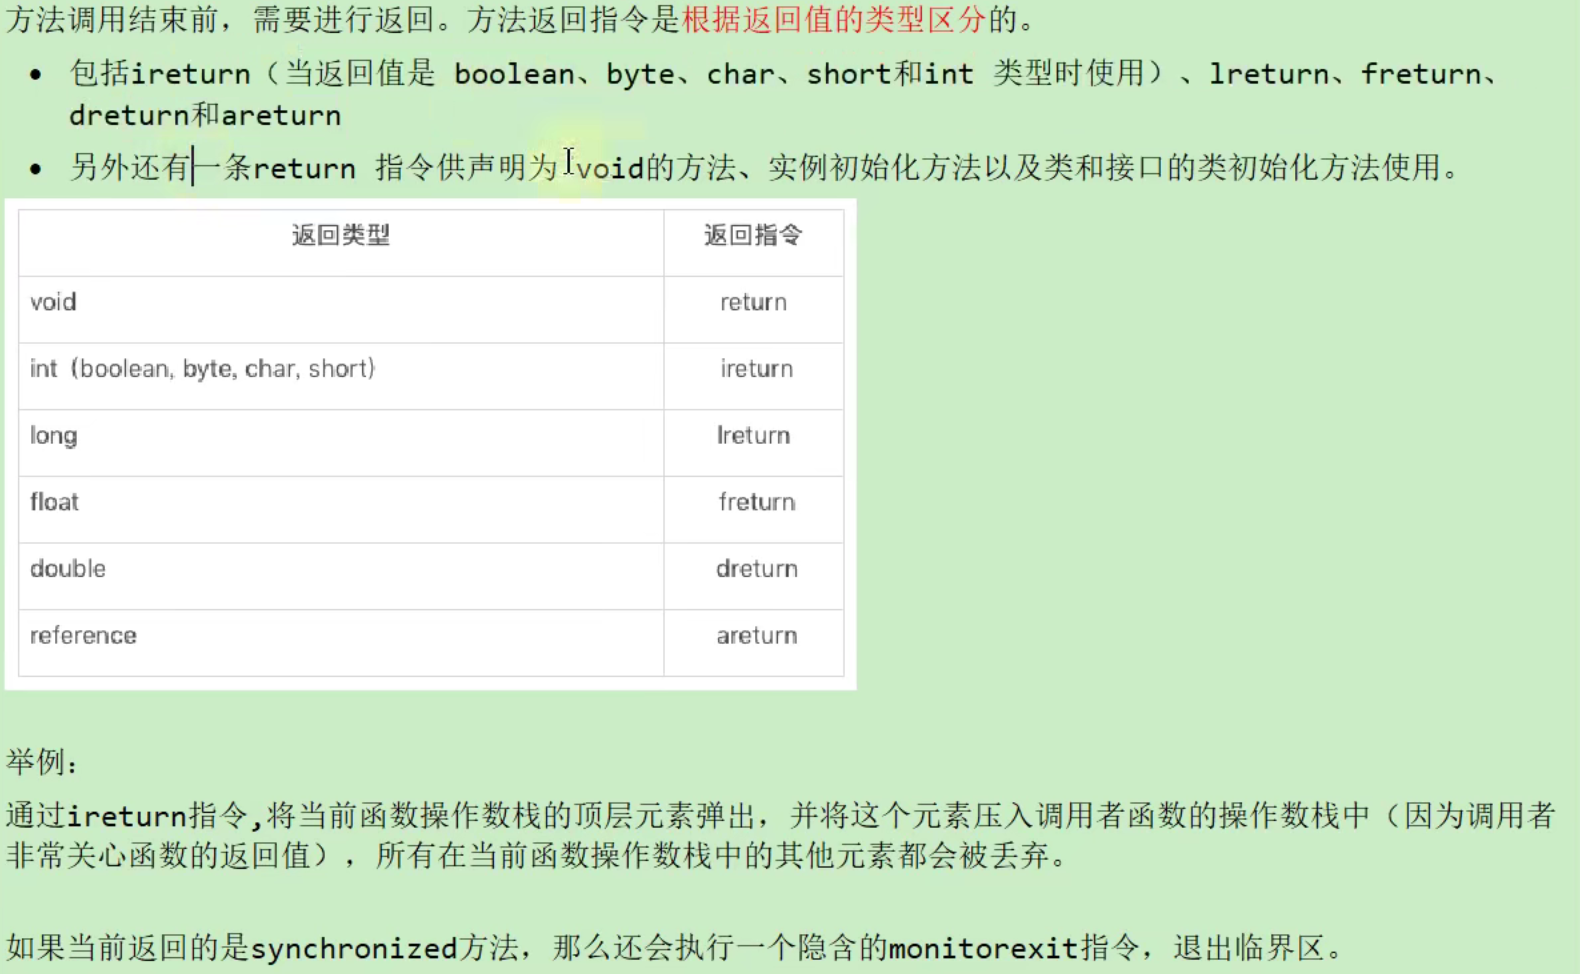 方法调用结束前，需要进行返回。方法返回指令是根据返回值的类型区分的。
• 包括ireturn（当返回值是 boolean、byte、char、short和int 类型时使用）、lreturn、freturn、
dreturn和areturn
• 另外还有一条return 指令供声明为 void的方法、实例初始化方法以及类和接口的类初始化方法使用。
返回类型 返回指令
void return
int (boolean, byte, char, short) ireturn
long lreturn
float freturn
double dreturn
reference areturn
举例：
通过ireturn指令,将当前函数操作数栈的顶层元素弹出，并将这个元素压入调用者函数的操作数栈中（因为调用者
非常关心函数的返回值），所有在当前函数操作数栈中的其他元素都会被丢弃。
如果当前返回的是synchronized方法，那么还会执行一个隐含的monitorexit指令，退出临界区。